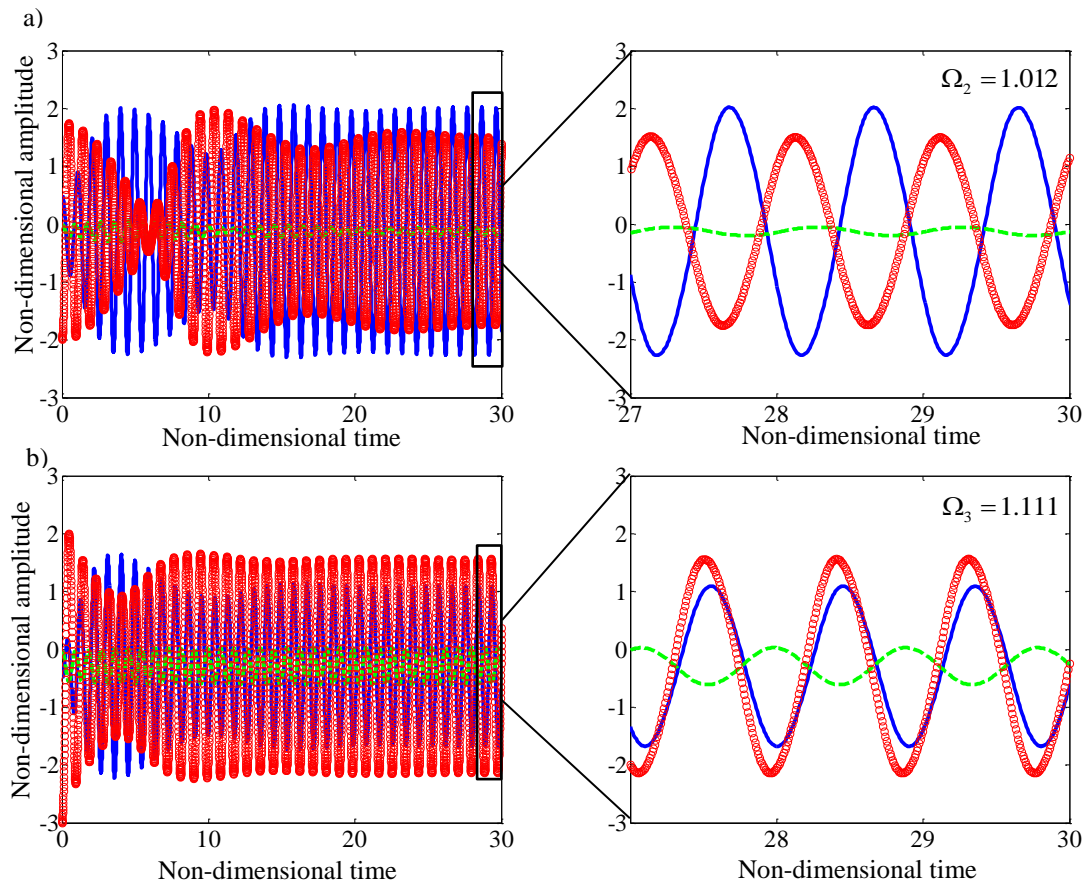 a)
Non-dimensional amplitude
3
2
1
0
-1
-2
-3
0 10 20 30
Non-dimensional time
Ω₂ = 1.012
3
2
1
0
-1
-2
-3
27 28 29 30
Non-dimensional time
b)
Non-dimensional amplitude
3
2
1
0
-1
-2
-3
0 10 20 30
Non-dimensional time
Ω₃ = 1.111
3
2
1
0
-1
-2
-3
28 29 30
Non-dimensional time